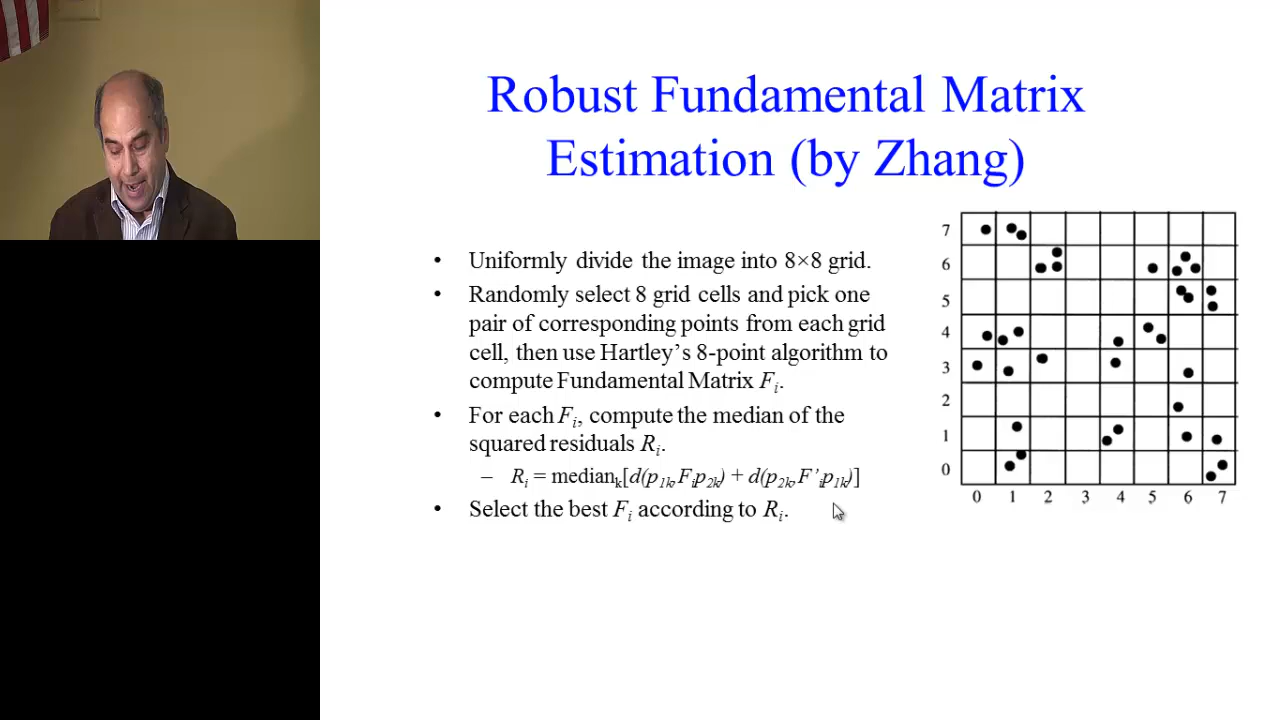 Robust Fundamental Matrix
Estimation (by Zhang)
• Uniformly divide the image into 8×8 grid.
• Randomly select 8 grid cells and pick one
pair of corresponding points from each grid
cell, then use Hartley’s 8-point algorithm to
compute Fundamental Matrix Fi.
• For each Fi, compute the median of the
squared residuals Ri.
– Ri = mediank[d(p1k,Fip2k) + d(p2k,F’ip1k)]
• Select the best Fi according to Ri.
7
6
5
4
3
2
1
0
0 1 2 3 4 5 6 7